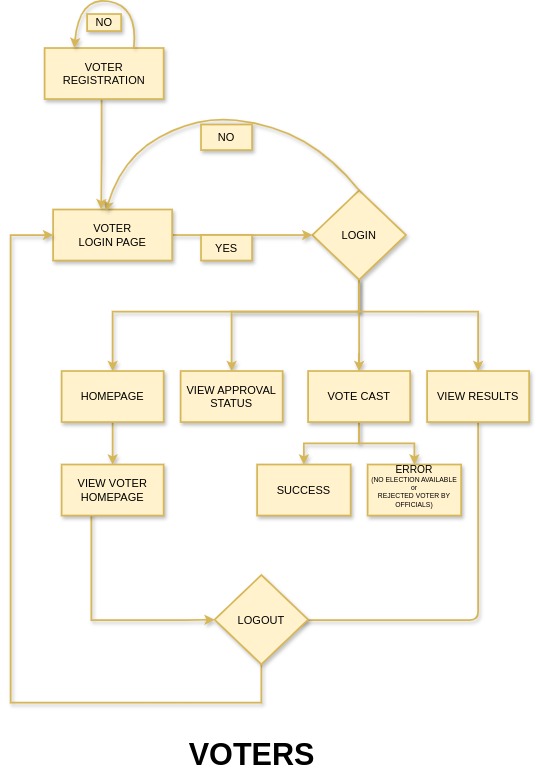 NO
VOTER
REGISTRATION
NO
VOTER
LOGIN PAGE
YES
LOGIN
HOMEPAGE
VIEW APPROVAL
STATUS
VOTE CAST
VIEW RESULTS
VIEW VOTER
HOMEPAGE
SUCCESS
ERROR
(NO ELECTION AVAILABLE
or
REJECTED VOTER BY
OFFICIALS)
LOGOUT
VOTERS